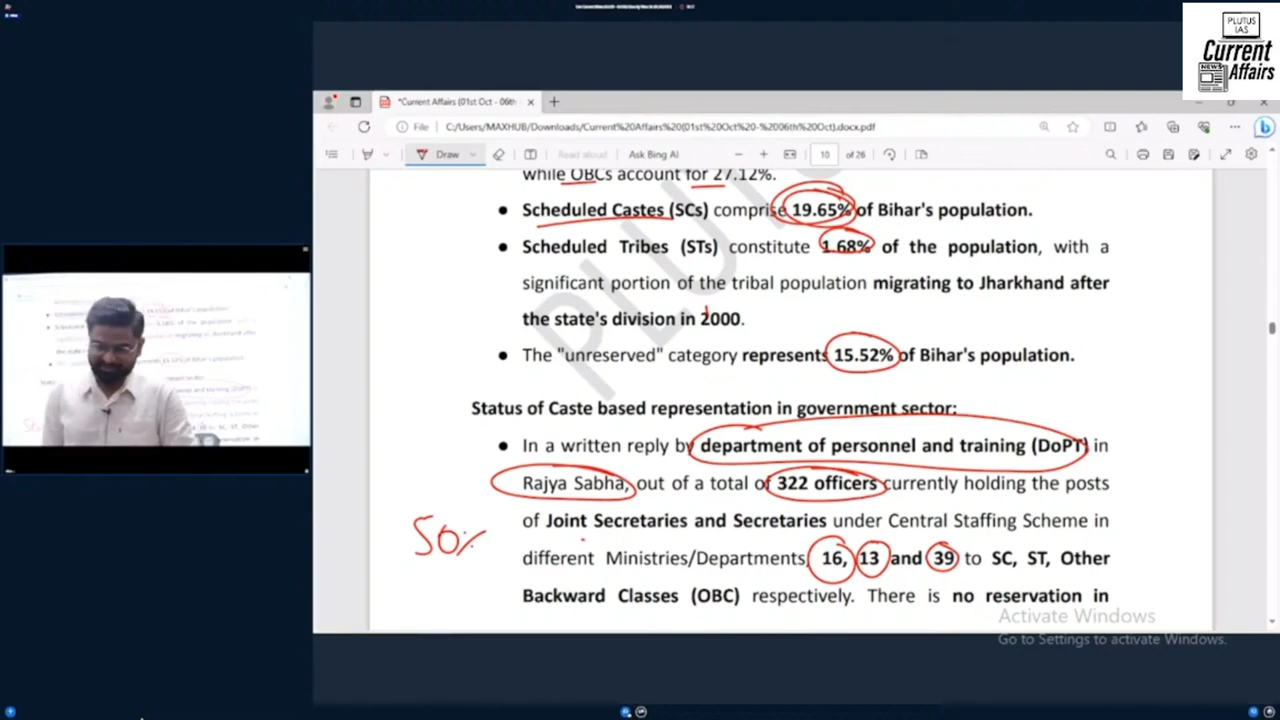 PLUTUS
IAS
Current
NEWS
Affairs
*Current Affairs (01st Oct - 06th
File
C:/Users/MAXHUB/Downloads/Current%20Affairs%20(01st%20Oct%20-%2006th%20Oct).docx.pdf
Draw
Read aloud
Ask Bing AI
10
of 26
while OBCs account for 27.12%.
● Scheduled Castes (SCs) comprise 19.65% of Bihar's population.
● Scheduled Tribes (STs) constitute 1.68% of the population, with a
significant portion of the tribal population migrating to Jharkhand after
the state's division in 2000.
● The "unreserved" category represents 15.52% of Bihar's population.
Status of Caste based representation in government sector:
● In a written reply by department of personnel and training (DoPT) in
Rajya Sabha, out of a total of 322 officers currently holding the posts
of Joint Secretaries and Secretaries under Central Staffing Scheme in
50%
different Ministries/Departments, 16, 13 and 39 to SC, ST, Other
Backward Classes (OBC) respectively. There is no reservation in
PLUTU
Activate Windows
Go to Settings to activate Windows.